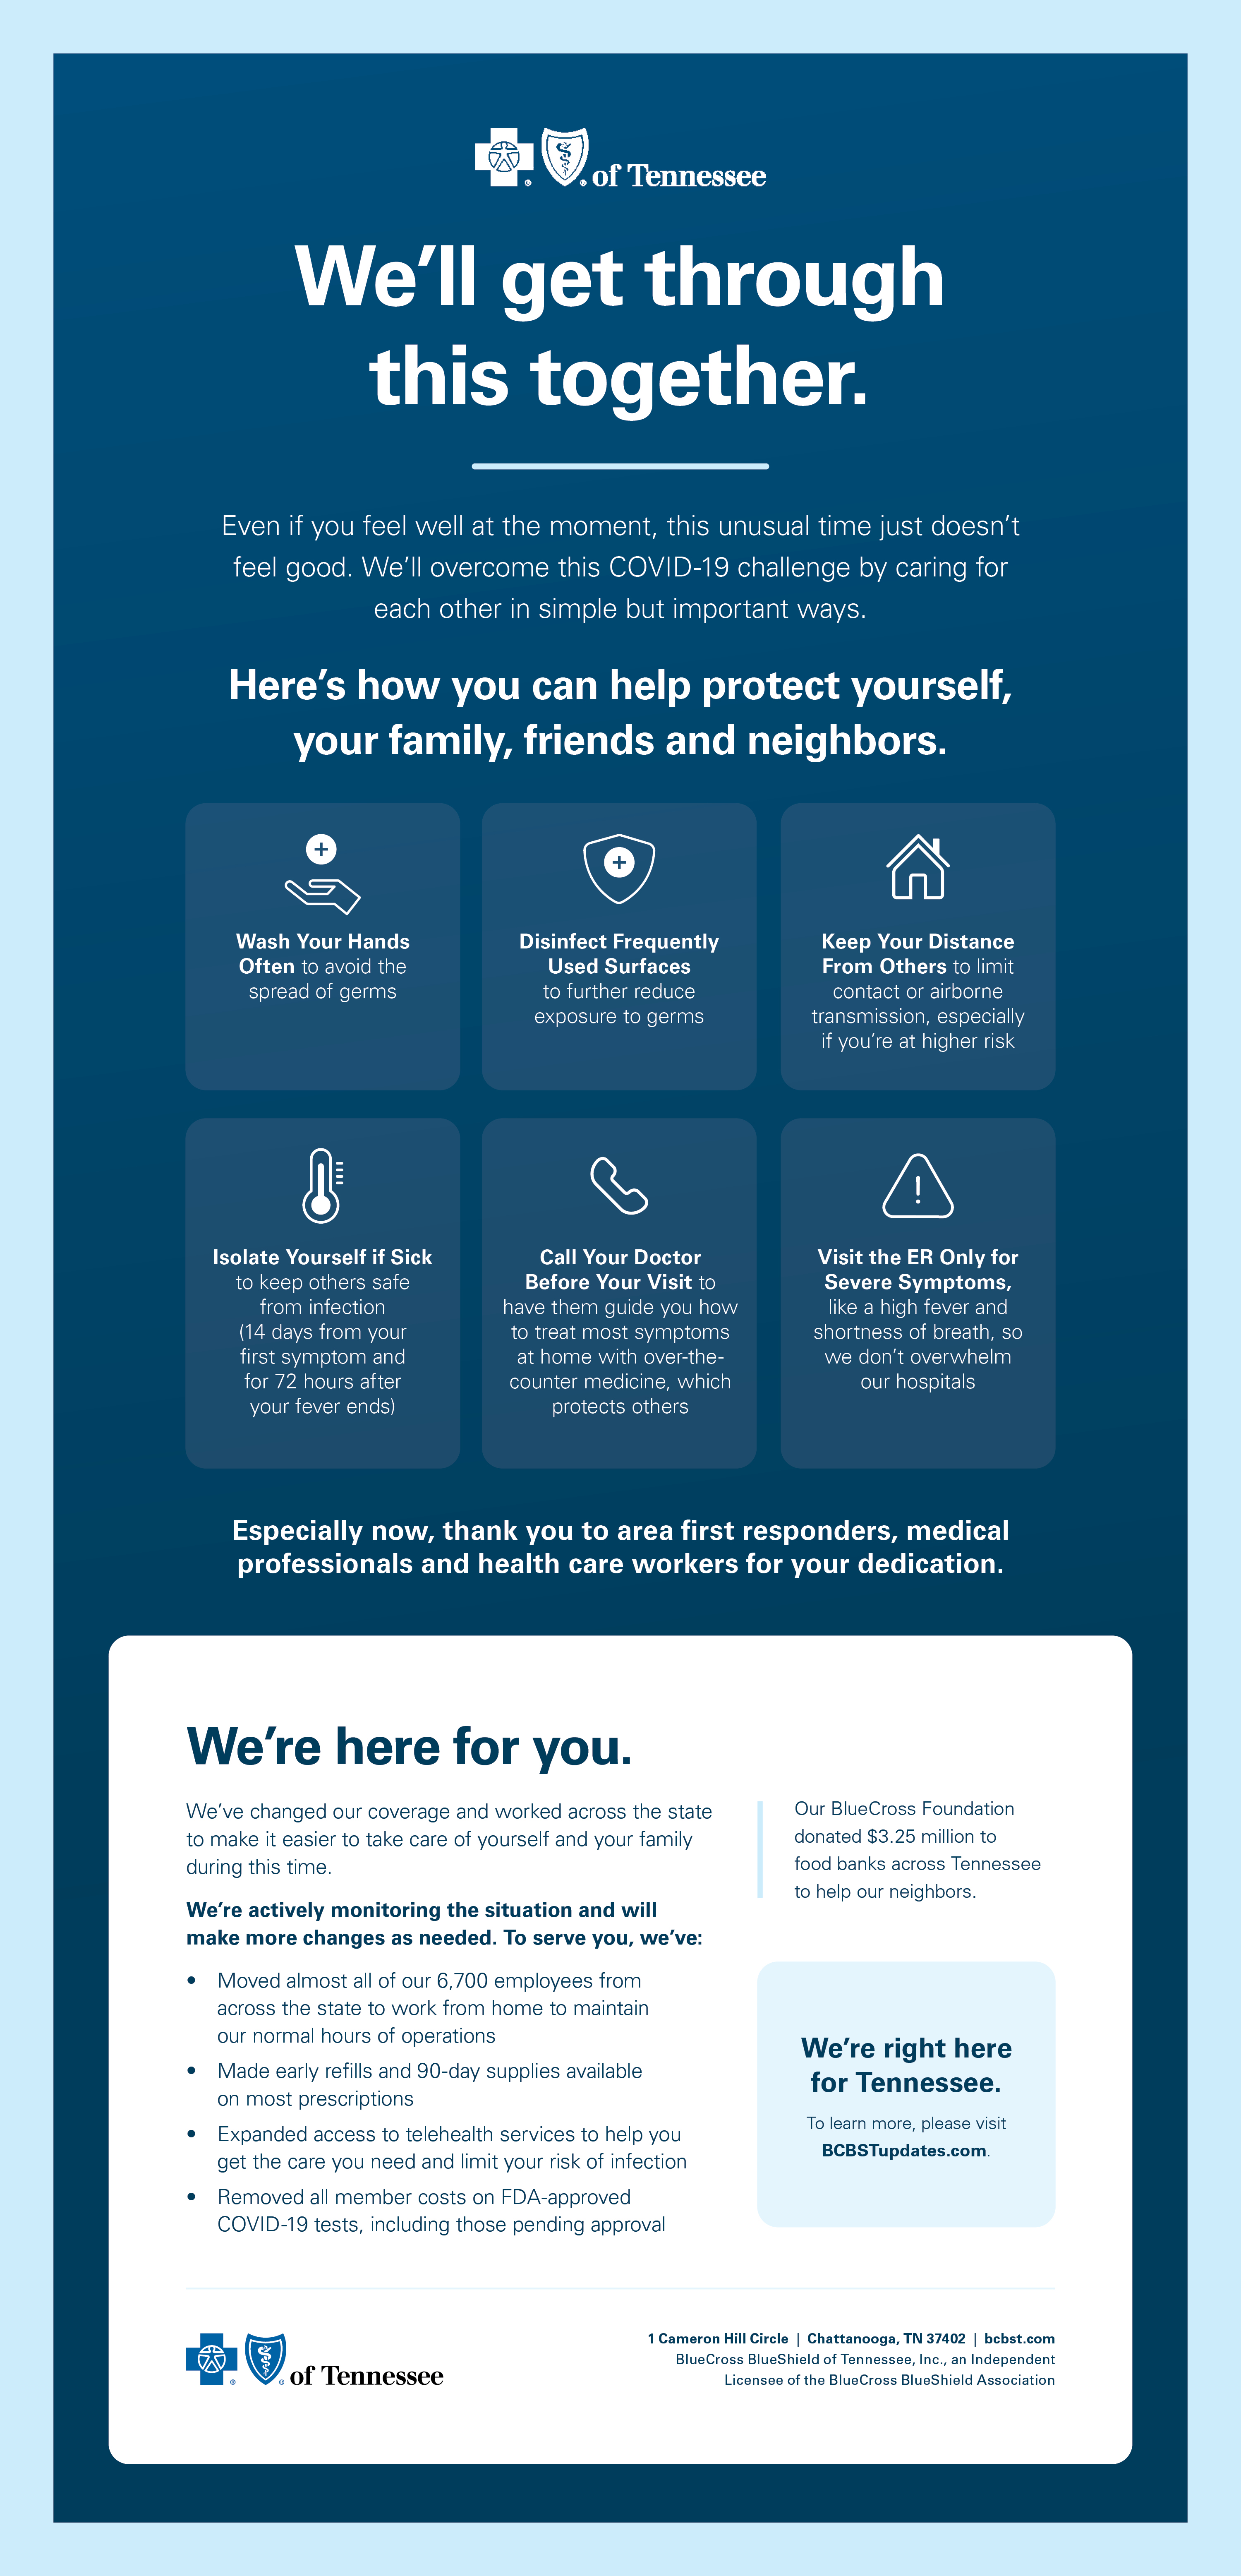 of Tennessee
We’ll get through
this together.
Even if you feel well at the moment, this unusual time just doesn’t
feel good. We’ll overcome this COVID-19 challenge by caring for
each other in simple but important ways.
Here’s how you can help protect yourself,
your family, friends and neighbors.
Wash Your Hands
Often to avoid the
spread of germs
Disinfect Frequently
Used Surfaces
to further reduce
exposure to germs
Keep Your Distance
From Others to limit
contact or airborne
transmission, especially
if you’re at higher risk
Isolate Yourself if Sick
to keep others safe
from infection
(14 days from your
first symptom and
for 72 hours after
your fever ends)
Call Your Doctor
Before Your Visit to
have them guide you how
to treat most symptoms
at home with over-the-
counter medicine, which
protects others
Visit the ER Only for
Severe Symptoms,
like a high fever and
shortness of breath, so
we don’t overwhelm
our hospitals
Especially now, thank you to area first responders, medical
professionals and health care workers for your dedication.
We’re here for you.
We’ve changed our coverage and worked across the state
to make it easier to take care of yourself and your family
during this time.
We’re actively monitoring the situation and will
make more changes as needed. To serve you, we’ve:
• Moved almost all of our 6,700 employees from
across the state to work from home to maintain
our normal hours of operations
• Made early refills and 90-day supplies available
on most prescriptions
• Expanded access to telehealth services to help you
get the care you need and limit your risk of infection
• Removed all member costs on FDA-approved
COVID-19 tests, including those pending approval
Our BlueCross Foundation
donated $3.25 million to
food banks across Tennessee
to help our neighbors.
We’re right here
for Tennessee.
To learn more, please visit
BCBSTupdates.com.
of Tennessee
1 Cameron Hill Circle | Chattanooga, TN 37402 | bcbst.com
BlueCross BlueShield of Tennessee, Inc., an Independent
Licensee of the BlueCross BlueShield Association